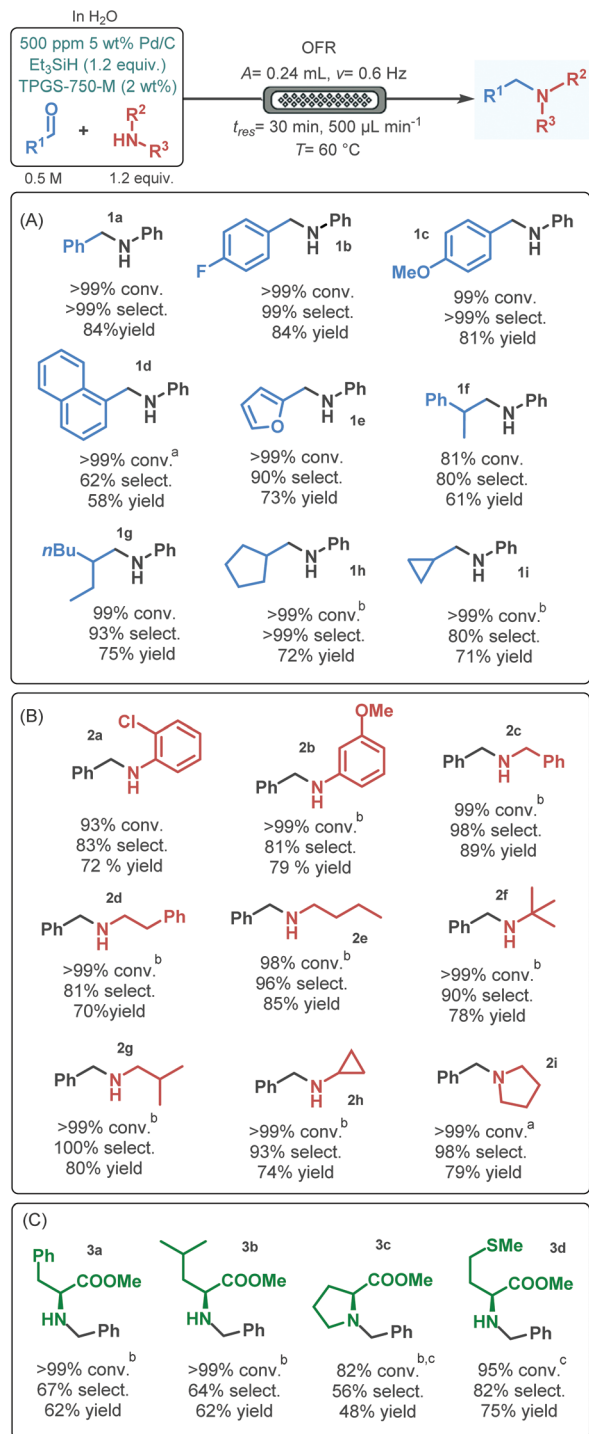 In H2O
500 ppm 5 wt% Pd/C
Et3SiH (1.2 equiv.)
TPGS-750-M (2 wt%)
O
R1
+
R2
HN
R3
0.5 M 1.2 equiv.
OFR
A= 0.24 mL, v= 0.6 Hz
tres= 30 min, 500 µL min-1
T= 60 °C
R1 N R2
R3
(A)
1a
Ph N Ph
H
>99% conv.
>99% select.
84%yield
1b
F N Ph
H
>99% conv.
99% select.
84% yield
1c
MeO N Ph
H
99% conv.
>99% select.
81% yield
1d
N Ph
H
>99% conv.a
62% select.
58% yield
1e
O N Ph
H
>99% conv.
90% select.
73% yield
1f
Ph N Ph
H
81% conv.
80% select.
61% yield
1g
nBu N Ph
H
99% conv.
93% select.
75% yield
1h
N Ph
H
>99% conv.b
>99% select.
72% yield
1i
N Ph
H
>99% conv.b
80% select.
71% yield
(B)
2a
Cl
Ph N
H
93% conv.
83% select.
72 % yield
2b
OMe
Ph N
H
>99% conv.b
81% select.
79 % yield
2c
Ph N Ph
H
99% conv.b
98% select.
89% yield
2d
Ph N Ph
H
>99% conv.b
81% select.
70%yield
2e
Ph N
H
98% conv.b
96% select.
85% yield
2f
Ph N
H
>99% conv.b
90% select.
78% yield
2g
Ph N
H
>99% conv.b
100% select.
80% yield
2h
Ph N
H
>99% conv.b
93% select.
74% yield
2i
Ph N
>99% conv.a
98% select.
79% yield
(C)
3a
Ph
COOMe
HN Ph
>99% conv.b
67% select.
62% yield
3b
COOMe
HN Ph
>99% conv.b
64% select.
62% yield
3c
COOMe
N Ph
82% conv.b,c
56% select.
48% yield
3d
SMe
COOMe
HN Ph
95% conv.c
82% select.
75% yield